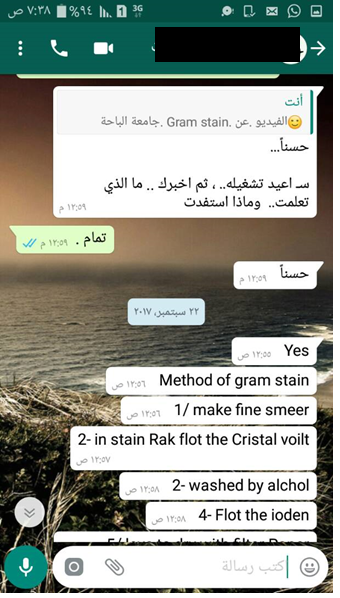 ٧:٣٨ ص ٩٤% 1 3G
أنت
الفيديو .عن .Gram stain .جامعة الباحة
حسناً...
سـ اعيد تشغيله.. ، ثم اخبرك .. ما الذي
تعلمت.. وماذا استفدت
١٢:٥٩ م
تمام .
١٢:٥٩ م
حسناً
١٢:٥٩ م
٢٢ سبتمبر، ٢٠١٧
Yes
١٢:٥٥ ص
Method of gram stain
١٢:٥٦ ص
1/ make fine smeer
١٢:٥٦ ص
2- in stain Rak flot the Cristal voilt
١٢:٥٧ ص
2- washed by alchol
١٢:٥٨ ص
4- Flot the ioden
١٢:٥٨ ص
كتب رسالة